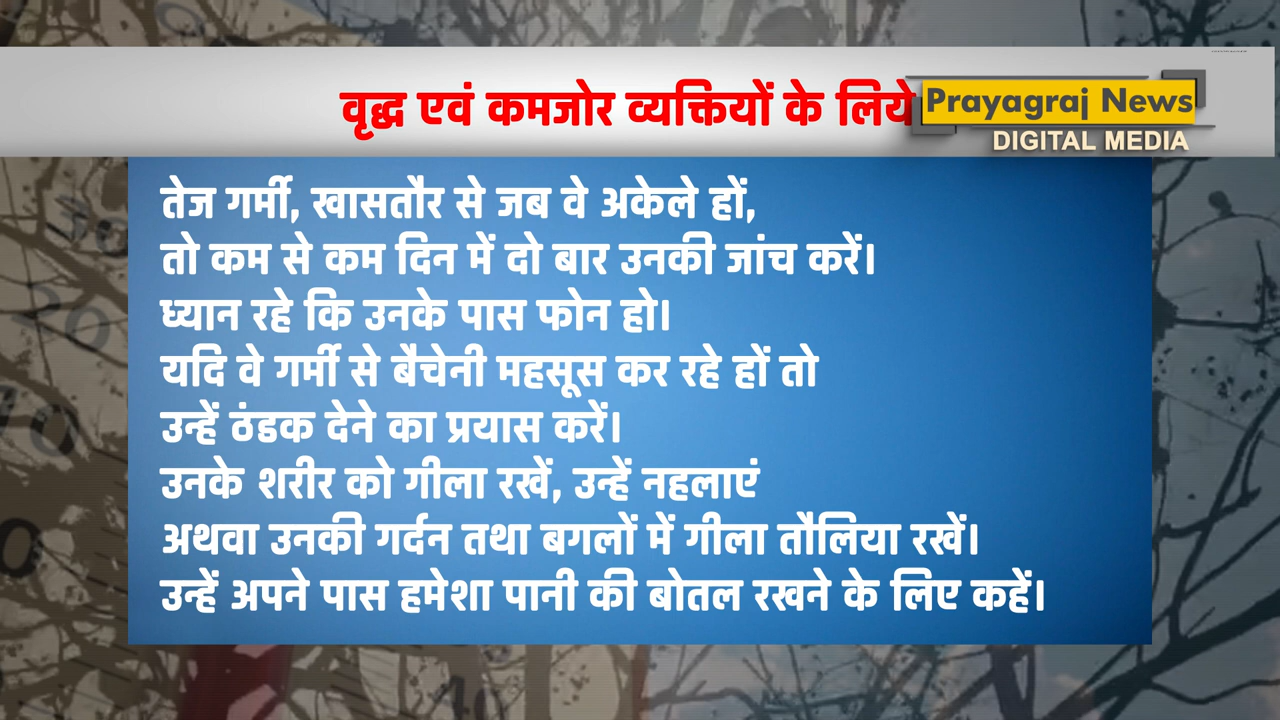 वृद्ध एवं कमजोर व्यक्तियों के लिये
Prayagraj News
DIGITAL MEDIA
तेज गर्मी, खासतौर से जब वे अकेले हों,
तो कम से कम दिन में दो बार उनकी जांच करें।
ध्यान रहे कि उनके पास फोन हो।
यदि वे गर्मी से बैचेनी महसूस कर रहे हों तो
उन्हें ठंडक देने का प्रयास करें।
उनके शरीर को गीला रखें, उन्हें नहलाएं
अथवा उनकी गर्दन तथा बगलों में गीला तौलिया रखें।
उन्हें अपने पास हमेशा पानी की बोतल रखने के लिए कहें।